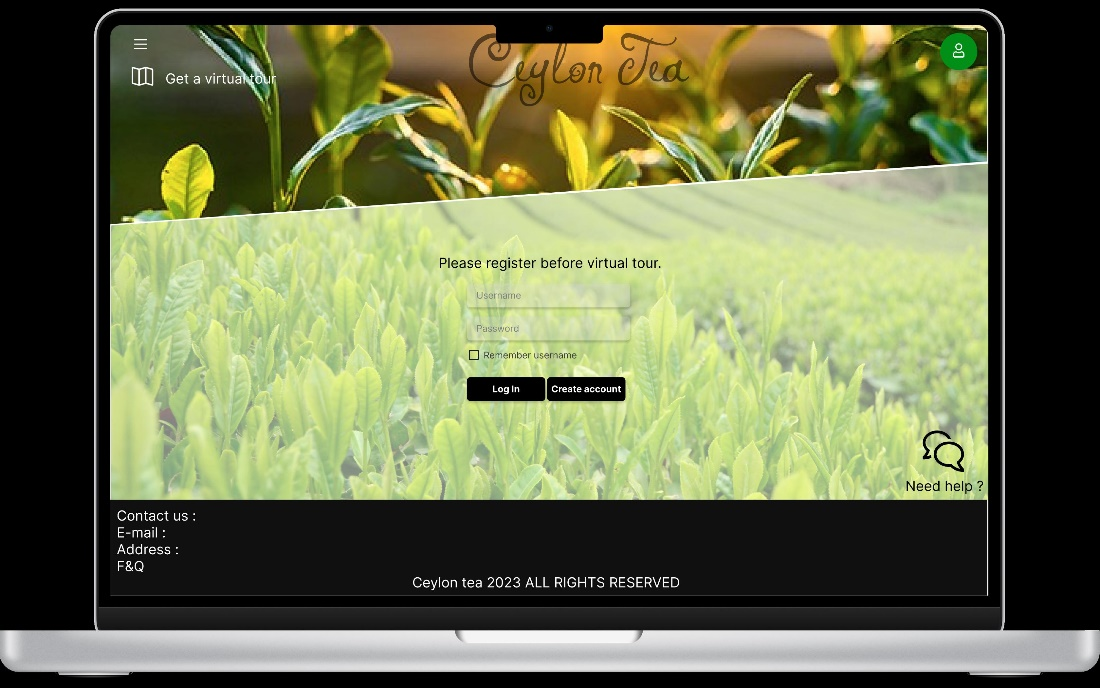 Ceylon Tea
Get a virtual tour
Please register before virtual tour.
Username
Password
Remember username
Log In Create account
Need help ?
Contact us :
E-mail :
Address :
F&Q
Ceylon tea 2023 ALL RIGHTS RESERVED